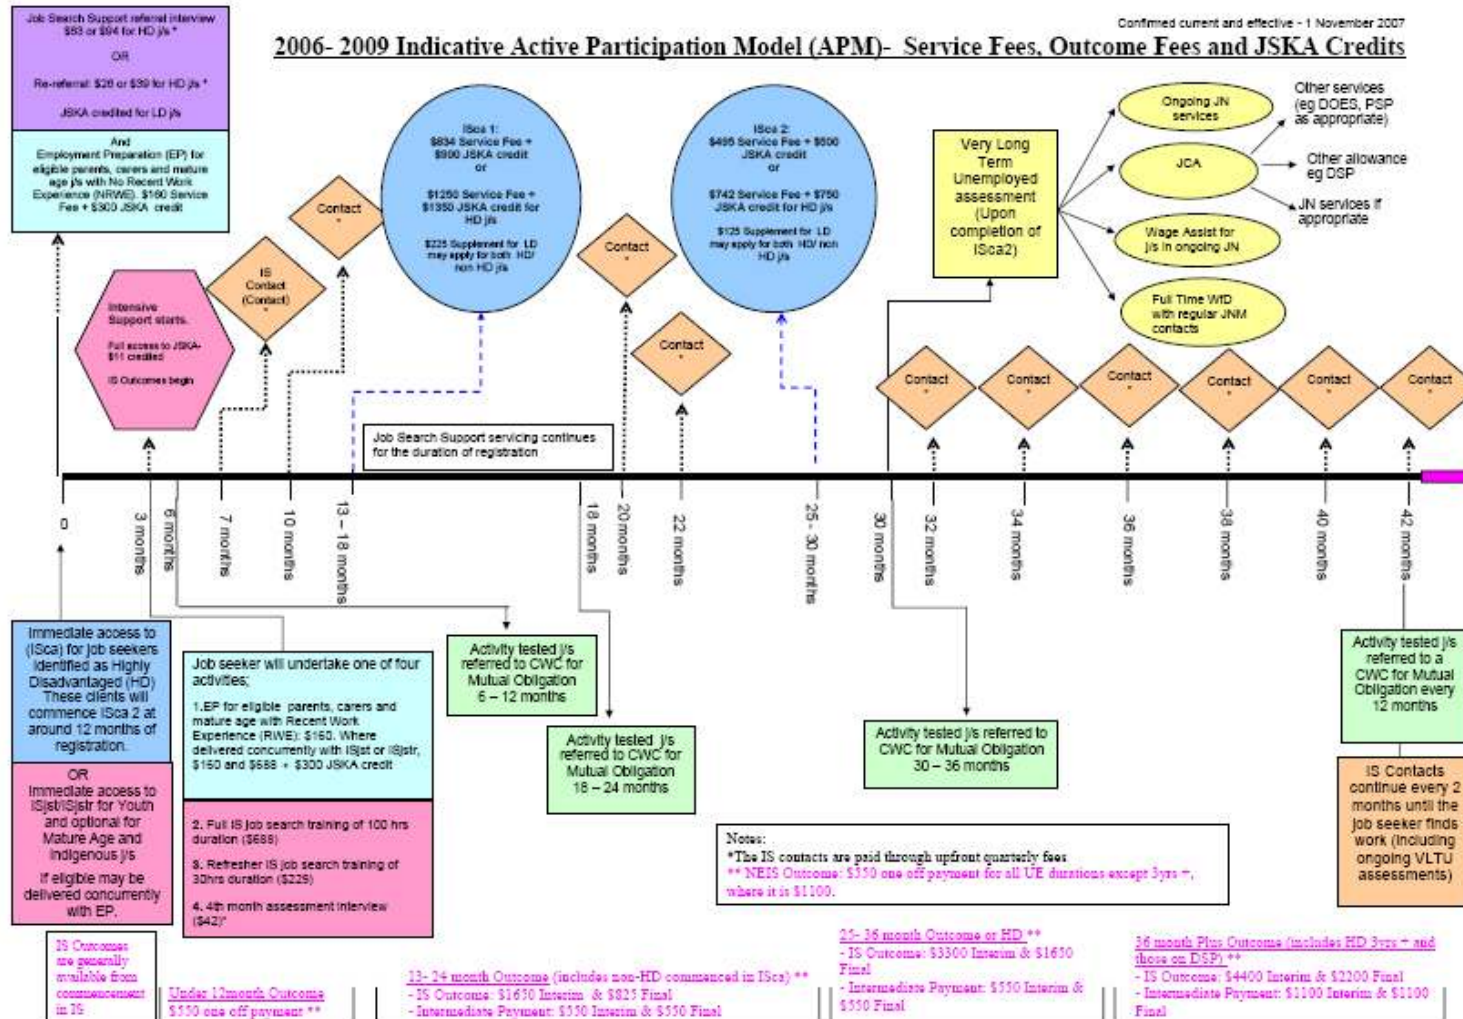 Confirmed current and effective - 1 November 2007
2006- 2009 Indicative Active Participation Model (APM)- Service Fees, Outcome Fees and JSKA Credits
Job Search Support referral interview
$63 or $94 for HD j/s *
OR
Re-referral: $26 or $39 for HD j/s *
JSKA credited for LD j/s
And
Employment Preparation (EP) for
eligible parents, carers and mature
age j/s with No Recent Work
Experience (NRWE). $160 Service
Fee + $300 JSKA credit
Intensive
Support starts.
Full access to JSKA-
$11 credited
IS Outcomes begin
IS
Contact
(Contact)
*
Contact
*
ISca 1:
$834 Service Fee +
$900 JSKA credit
or
$1250 Service Fee +
$1350 JSKA credit for
HD j/s
$225 Supplement for LD
may apply for both HD/
non HD j/s
Contact
*
Contact
*
ISca 2:
$495 Service Fee + $500
JSKA credit
or
$742 Service Fee + $750
JSKA credit for HD j/s
$125 Supplement for LD
may apply for both HD/ non
HD j/s
Very Long
Term
Unemployed
assessment
(Upon
completion of
ISca2)
Ongoing JN
services
JCA
Wage Assist for
j/s in ongoing JN
Full Time WfD
with regular JNM
contacts
Other services
(eg DOES, PSP
as appropriate)
Other allowance
eg DSP
JN services if
appropriate
Contact
*
Contact
*
Contact
*
Contact
*
Contact
*
Contact
*
Job Search Support servicing continues
for the duration of registration
0
3 months
6 months
7 months
10 months
13 – 18 months
18 months
20 months
22 months
25 - 30 months
30 months
32 months
34 months
36 months
38 months
40 months
42 months
Immediate access to
(ISca) for job seekers
identified as Highly
Disadvantaged (HD)
These clients will
commence ISca 2 at
around 12 months of
registration.
OR
Immediate access to
ISjst/ISjstr for Youth
and optional for
Mature Age and
Indigenous j/s
If eligible may be
delivered concurrently
with EP.
Job seeker will undertake one of four
activities;
1.EP for eligible parents, carers and
mature age with Recent Work
Experience (RWE): $160. Where
delivered concurrently with ISjst or ISjstr,
$160 and $688 + $300 JSKA credit
2. Full IS job search training of 100 hrs
duration ($688)
3. Refresher IS job search training of
30hrs duration ($229)
4. 4th month assessment interview
($42)*
Activity tested j/s
referred to CWC for
Mutual Obligation
6 – 12 months
Activity tested j/s
referred to CWC for
Mutual Obligation
18 – 24 months
Activity tested j/s referred to
CWC for Mutual Obligation
30 – 36 months
Activity tested j/s
referred to a
CWC for Mutual
Obligation every
12 months
IS Contacts
continue every 2
months until the
job seeker finds
work (including
ongoing VLTU
assessments)
Notes:
*The IS contacts are paid through upfront quarterly fees
** NEIS Outcome: $550 one off payment for all UE durations except 3yrs +,
where it is $1100.
IS Outcomes
are generally
available from
commencement
in IS
Under 12month Outcome
$550 one off payment **
13- 24 month Outcome (includes non-HD commenced in ISca) **
- IS Outcome: $1650 Interim & $825 Final
- Intermediate Payment: $550 Interim & $550 Final
25- 36 month Outcome or HD **
- IS Outcome: $3300 Interim & $1650
Final
- Intermediate Payment: $550 Interim &
$550 Final
36 month Plus Outcome (includes HD 3yrs + and
those on DSP) **
- IS Outcome: $4400 Interim & $2200 Final
- Intermediate Payment: $1100 Interim & $1100
Final